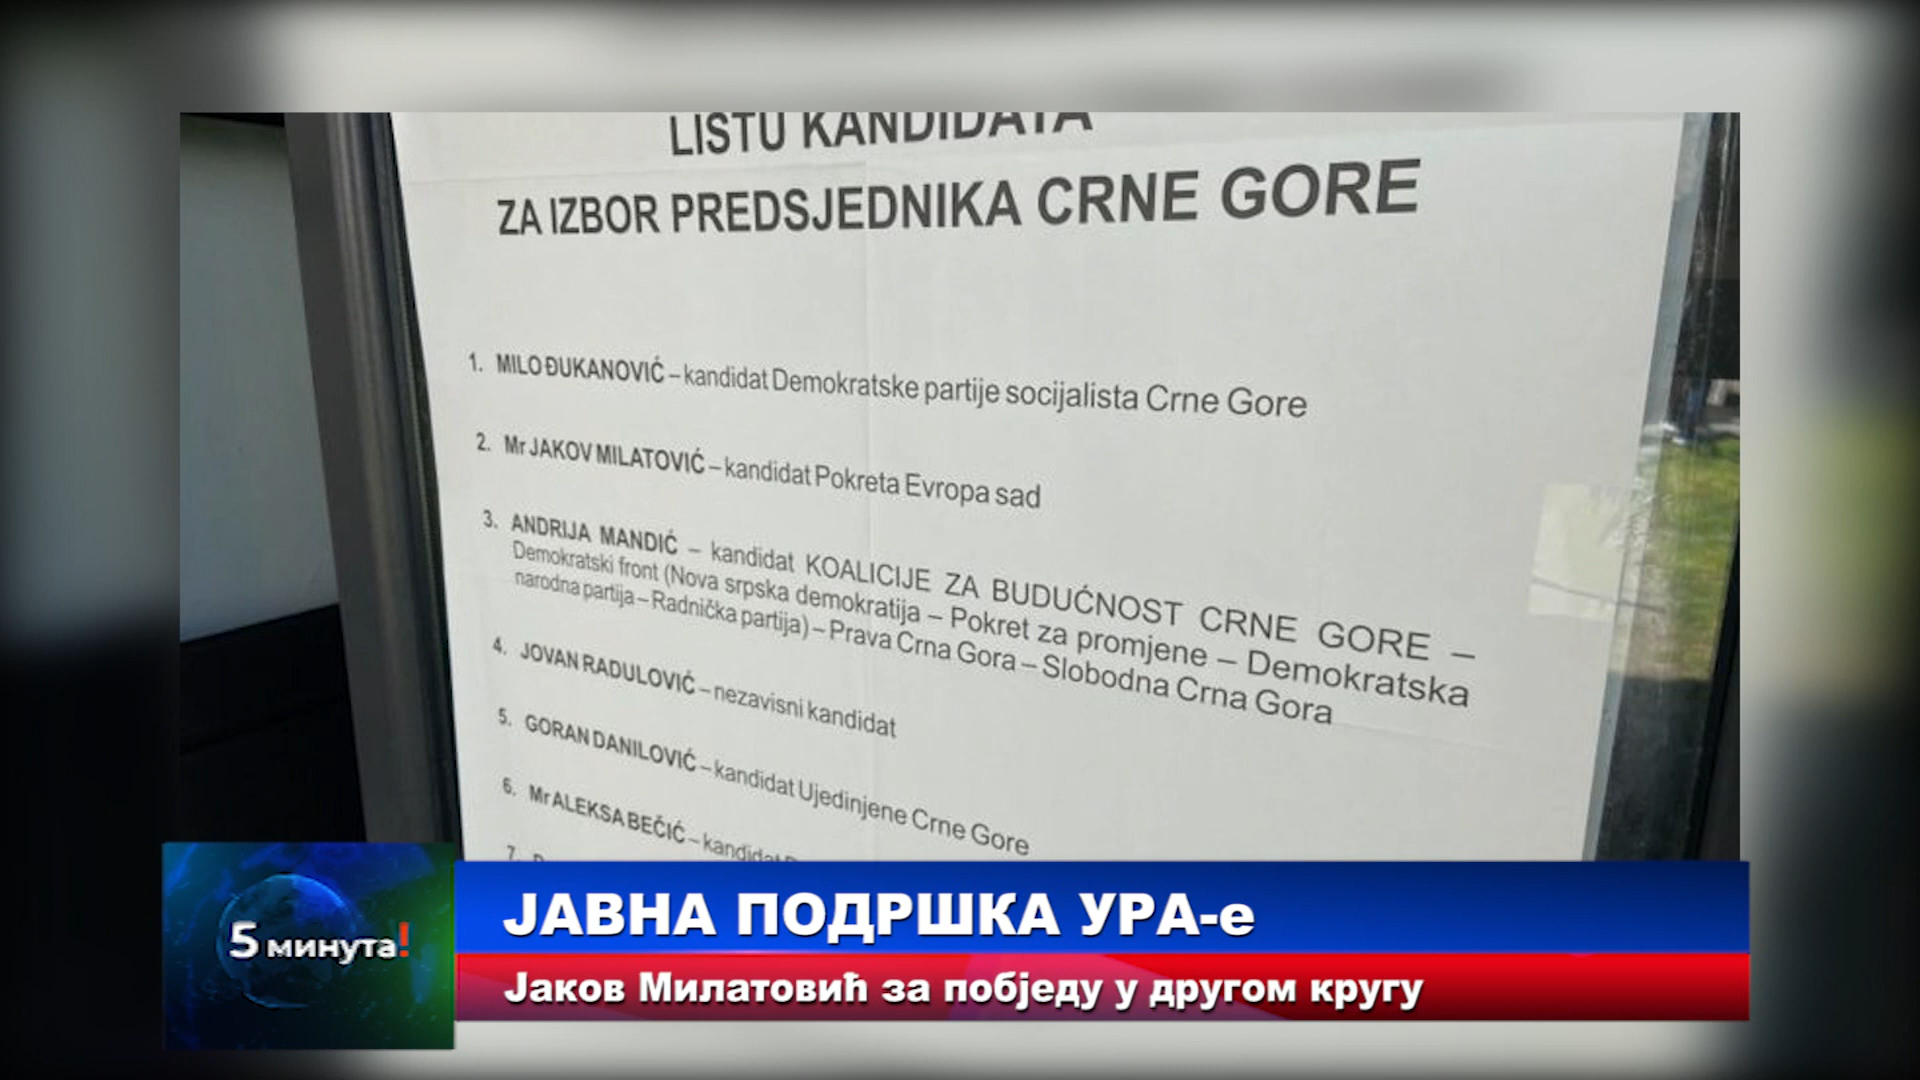 LISTU KANDIDATA
ZA IZBOR PREDSJEDNIKA CRNE GORE
1. MILO ĐUKANOVIĆ – kandidat Demokratske partije socijalista Crne Gore
2. Mr JAKOV MILATOVIĆ – kandidat Pokreta Evropa sad
3. ANDRIJA MANDIĆ – kandidat KOALICIJE ZA BUDUĆNOST CRNE GORE –
Demokratski front (Nova srpska demokratija – Pokret za promjene – Demokratska
narodna partija – Radnička partija) – Prava Crna Gora – Slobodna Crna Gora
4. JOVAN RADULOVIĆ – nezavisni kandidat
5. GORAN DANILOVIĆ – kandidat Ujedinjene Crne Gore
6. Mr ALEKSA BEČIĆ – kandidat
7.
ЈАВНА ПОДРШКА УРА-е
5 минута!
Јаков Милатовић за побједу у другом кругу